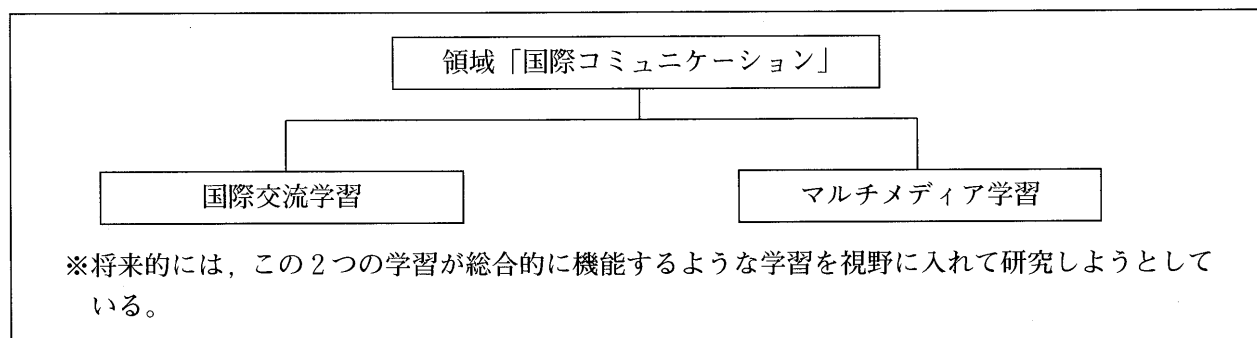 領域「国際コミュニケーション」
国際交流学習
マルチメディア学習
※将来的には，この２つの学習が総合的に機能するような学習を視野に入れて研究しようとして
いる。